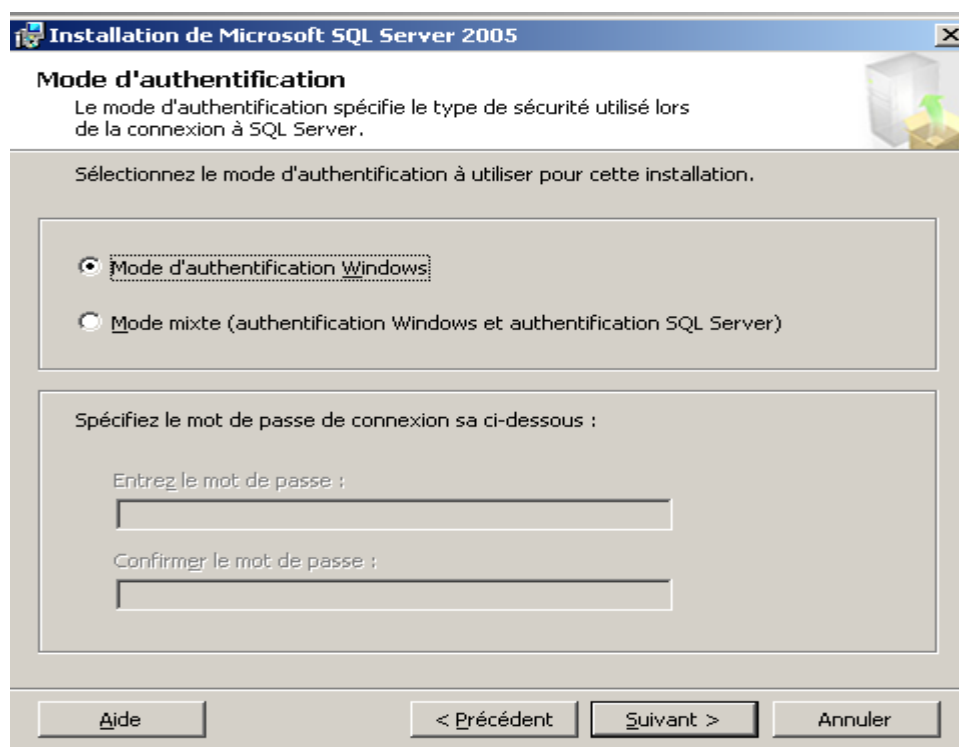 Installation de Microsoft SQL Server 2005
Mode d'authentification
Le mode d'authentification spécifie le type de sécurité utilisé lors
de la connexion à SQL Server.
Sélectionnez le mode d'authentification à utiliser pour cette installation.
Mode d'authentification Windows
Mode mixte (authentification Windows et authentification SQL Server)
Spécifiez le mot de passe de connexion sa ci-dessous :
Entrez le mot de passe :
Confirmer le mot de passe :
Aide
< Précédent
Suivant >
Annuler